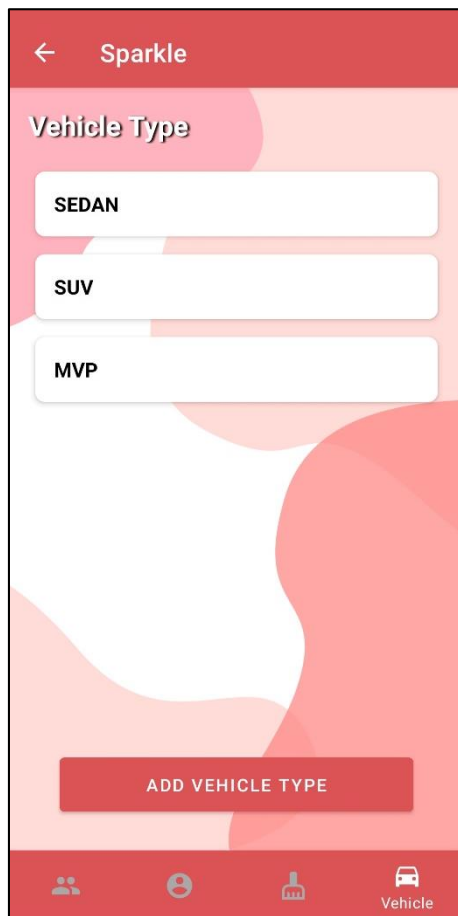 Sparkle
Vehicle Type
SEDAN
SUV
MVP
ADD VEHICLE TYPE
Vehicle